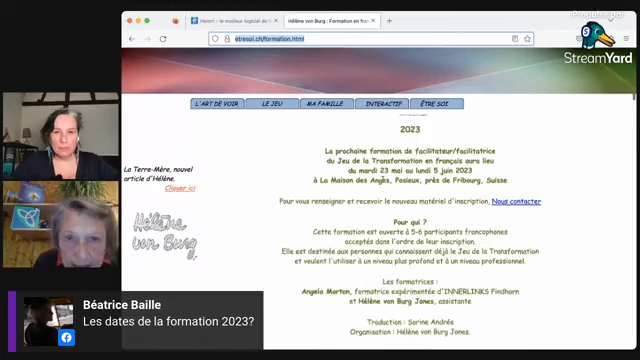 Hexort – le meilleur logiciel de
Hélène von Burg : Formation en fran
etresoi.ch/formation.html
StreamYard
L'ART DE VOIR
LE JEU
MA FAMILLE
INTERACTIF
ÊTRE SOI
2023
La prochaine formation de facilitateur/facilitatrice
du Jeu de la Transformation en français aura lieu
du mardi 23 mai au lundi 5 juin 2023
à La Maison des Anges, Posieux, près de Fribourg, Suisse
La Terre-Mère, nouvel
article d'Hélène.
Cliquer ici
Pour vous renseigner et recevoir le nouveau matériel d'inscription, Nous contacter
Hélène
von Burg
Pour qui ?
Cette formation est ouverte à 5-6 participants francophones
acceptés dans l'ordre de leur inscription.
Elle est destinée aux personnes qui connaissent déjà le Jeu de la Transformation
et veulent l'utiliser à un niveau plus profond et à un niveau professionnel.
Les formatrices :
Angela Morton, formatrice expérimentée d'INNERLINKS Findhorn
et Hélène von Burg Jones, assistante
Traduction : Sorine Andrée
Organisation : Hélène von Burg Jones.
Béatrice Baille
Les dates de la formation 2023?